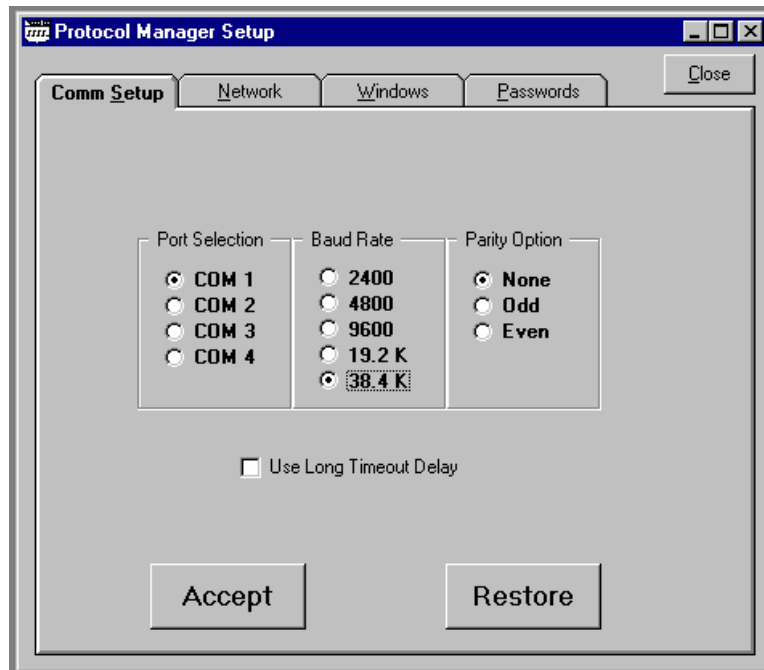 Protocol Manager Setup
Close
Comm Setup
Network
Windows
Passwords
Port Selection
COM 1
COM 2
COM 3
COM 4
Baud Rate
2400
4800
9600
19.2 K
38.4 K
Parity Option
None
Odd
Even
Use Long Timeout Delay
Accept
Restore